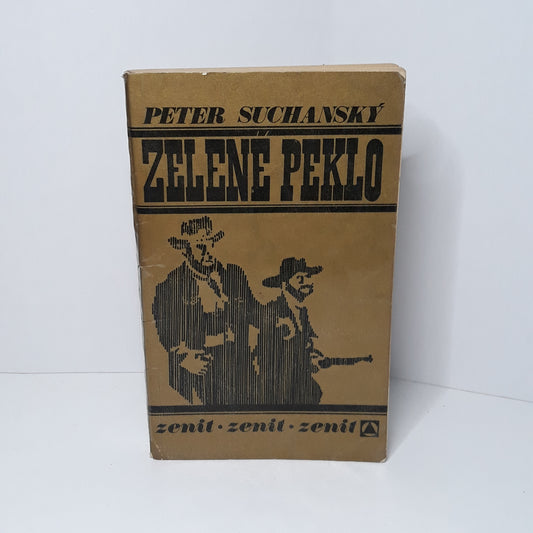 PETER SUCHANSKÝ
ZELENÉ PEKLO
zenit · zenit · zenit